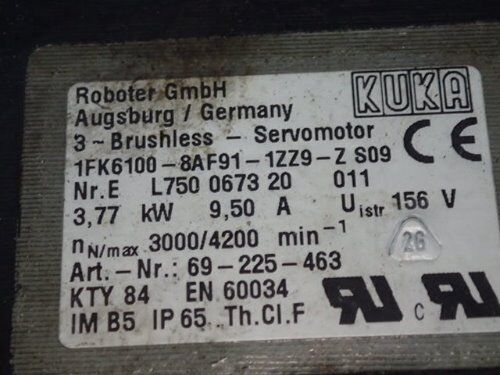 Roboter GmbH
KUKA
Augsburg / Germany
3 ~ Brushless - Servomotor
CE
1FK6100-8AF91-1ZZ9-Z S09
Nr.E L750 0673 20 011
3,77 kW 9,50 A Uistr 156 V
26
nN/max 3000/4200 min-1
Art.-Nr.: 69-225-463
KTY 84 EN 60034
IM B5 IP 65 Th.Cl.F
RU c RU